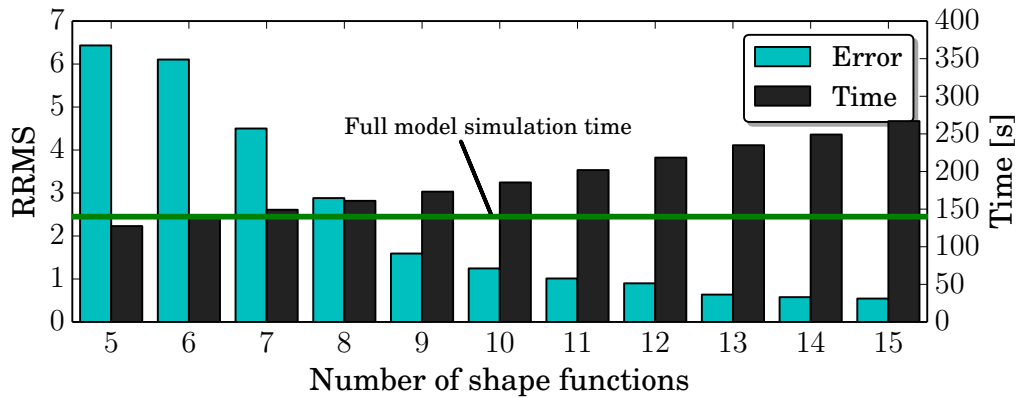 7
6
5
4
3
2
1
0
RRMS
Full model simulation time
Error
Time
400
350
300
250
200
150
100
50
0
Time [s]
5 6 7 8 9 10 11 12 13 14 15
Number of shape functions